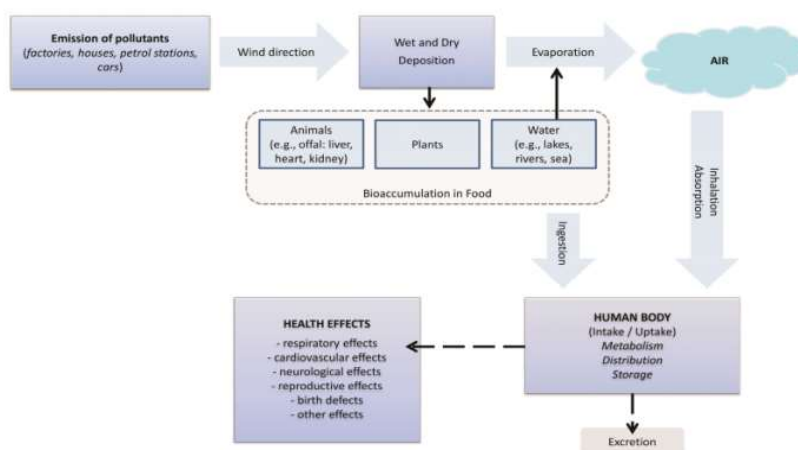 Emission of pollutants
(factories, houses, petrol stations,
cars)
Wind direction
Wet and Dry
Deposition
Evaporation
AIR
Animals
(e.g., offal: liver,
heart, kidney)
Plants
Water
(e.g., lakes,
rivers, sea)
Bioaccumulation in Food
Ingestion
Inhalation
Absorption
HEALTH EFFECTS
- respiratory effects
- cardiovascular effects
- neurological effects
- reproductive effects
- birth defects
- other effects
HUMAN BODY
(Intake / Uptake)
Metabolism
Distribution
Storage
Excretion